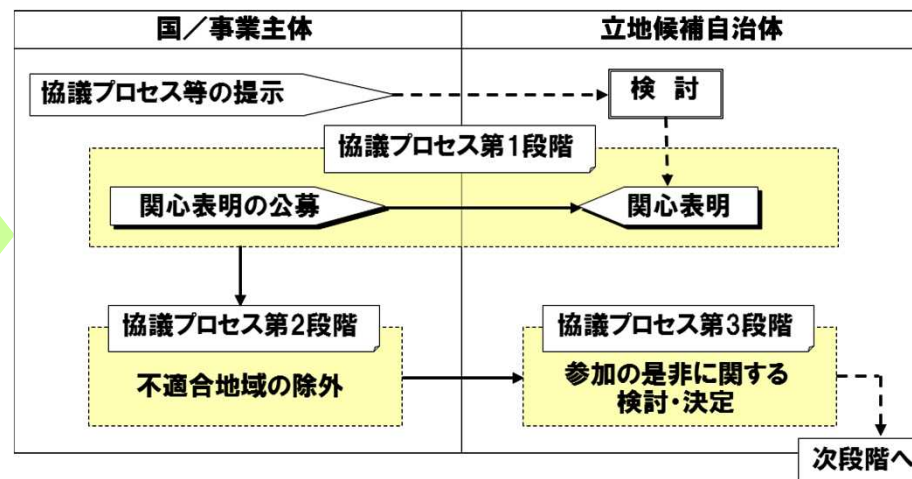 国／事業主体
立地候補自治体
協議プロセス等の提示
検 討
協議プロセス第1段階
関心表明の公募
関心表明
協議プロセス第2段階
不適合地域の除外
協議プロセス第3段階
参加の是非に関する
検討・決定
次段階へ